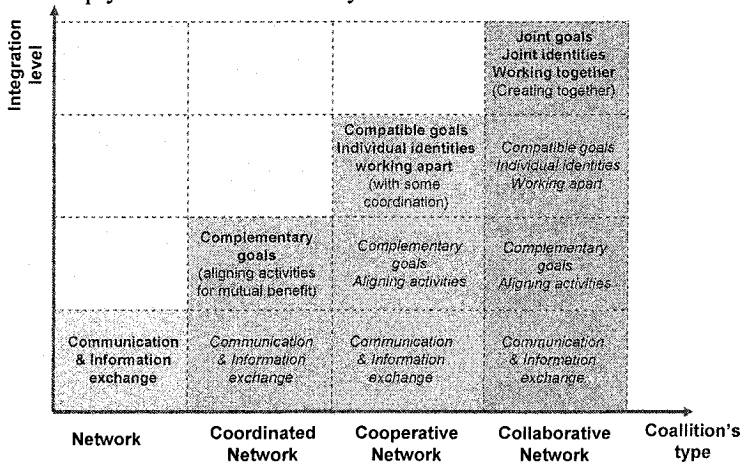 Integration
level
Joint goals
Joint identities
Working together
(Creating together)
Compatible goals
Individual identities
working apart
(with some
coordination)
Compatible goals
Individual identities
Working apart
Complementary
goals
(aligning activities
for mutual benefit)
Complementary
goals
Aligning activities
Complementary
goals
Aligning activities
Communication
& Information
exchange
Communication
& Information
exchange
Communication
& Information
exchange
Communication
& Information
exchange
Network
Coordinated
Network
Cooperative
Network
Collaborative
Network
Coallition's
type